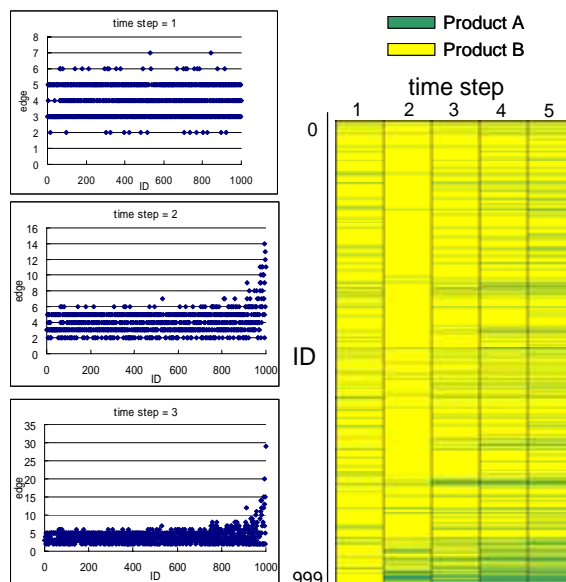 time step = 1
8
7
6
5
4
3
2
1
0
edge
0 200 400 600 800 1000
ID
time step = 2
16
14
12
10
8
6
4
2
0
edge
0 200 400 600 800 1000
ID
time step = 3
35
30
25
20
15
10
5
0
edge
0 200 400 600 800 1000
ID
Product A
Product B
time step
1 2 3 4 5
0
ID
999